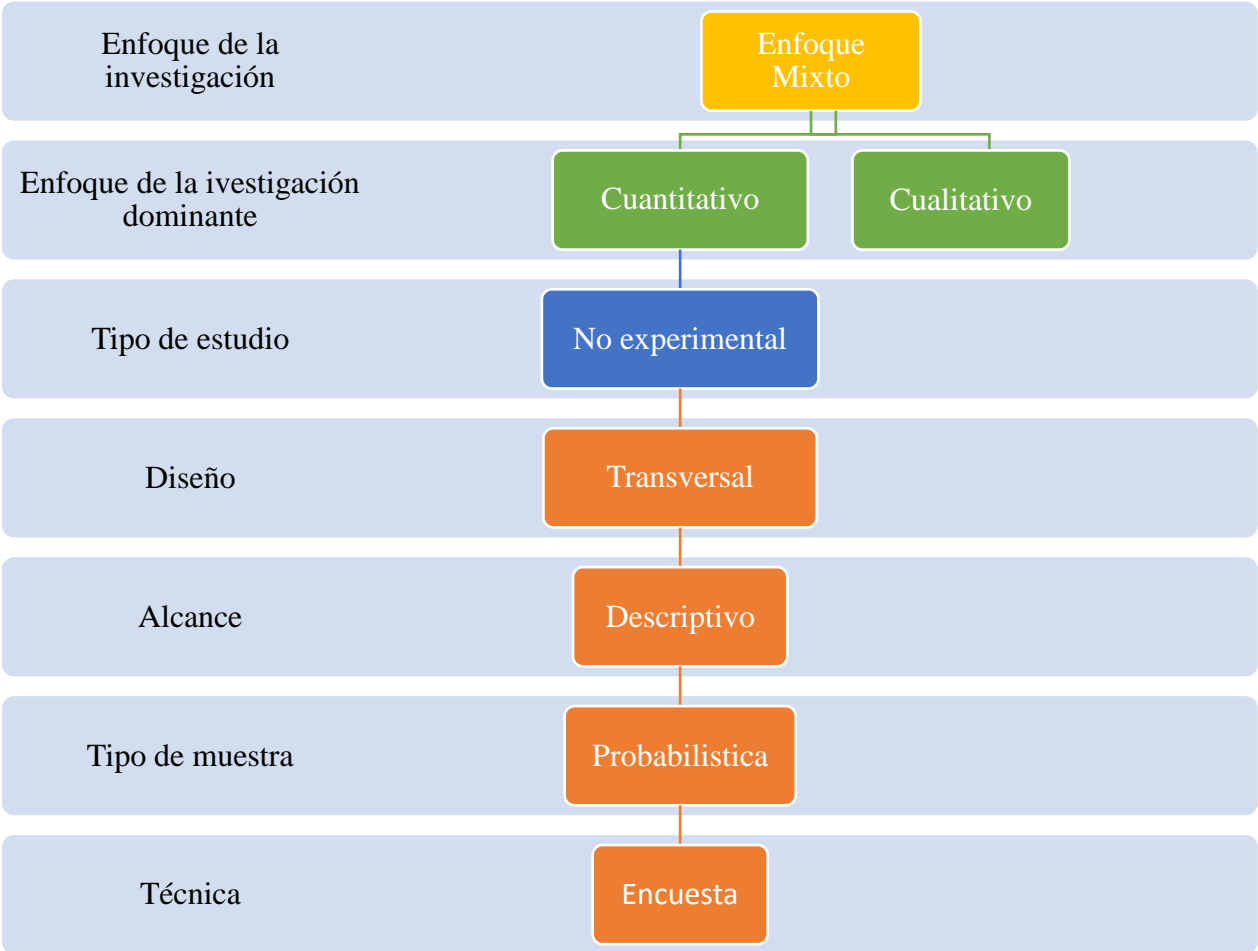 Enfoque de la
investigación
Enfoque
Mixto
Enfoque de la ivestigación
dominante
Cuantitativo
Cualitativo
Tipo de estudio
No experimental
Diseño
Transversal
Alcance
Descriptivo
Tipo de muestra
Probabilistica
Técnica
Encuesta